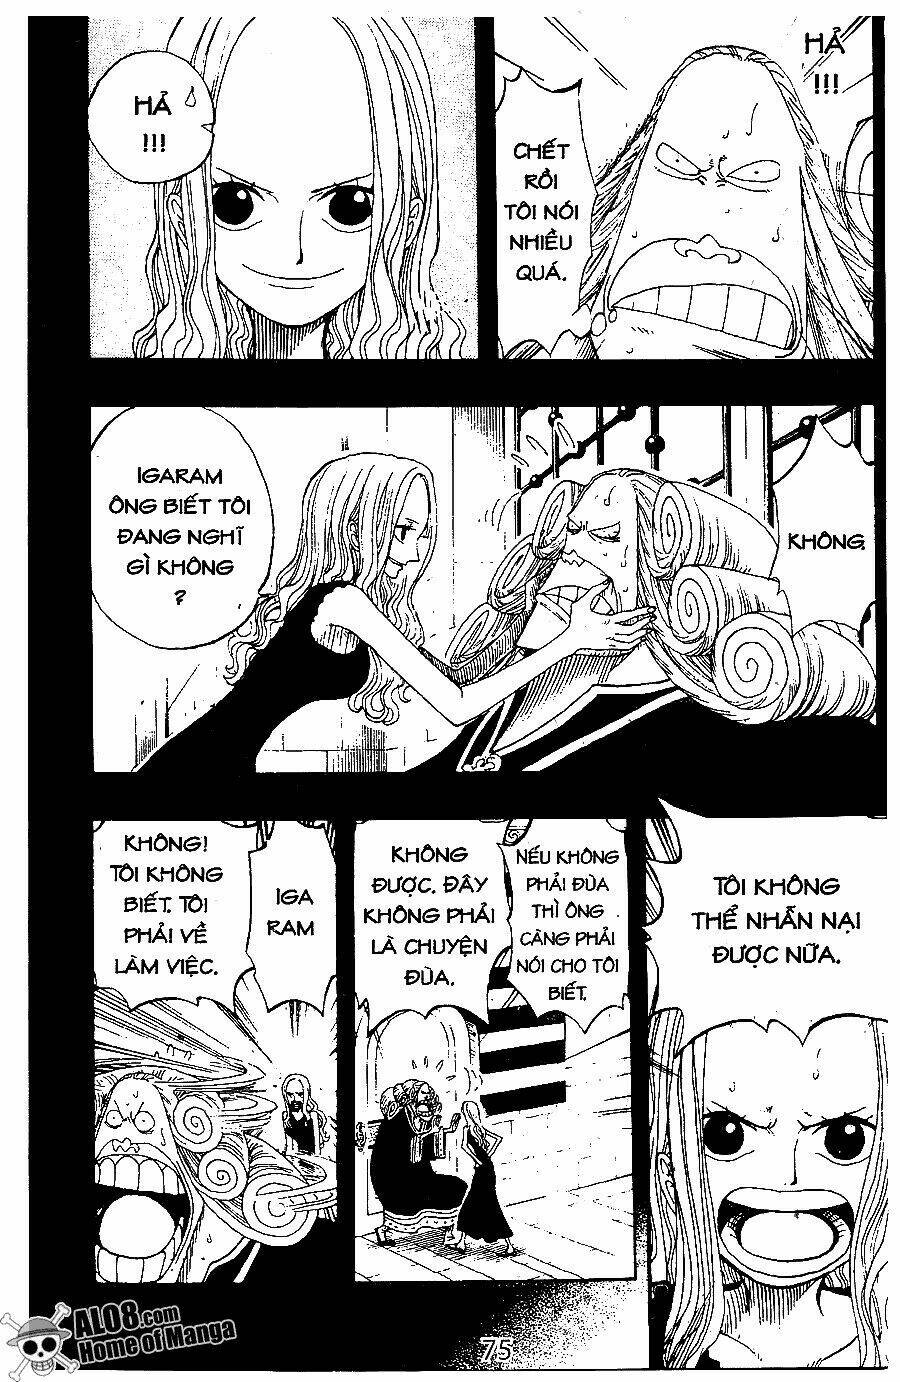 HẢ
!!!
CHẾT
RỒI
TÔI NÓI
NHIỀU
QUÁ.
HẢ
!!!
KHÔNG.
IGARAM
ÔNG BIẾT TÔI
ĐANG NGHĨ
GÌ KHÔNG
?
TÔI KHÔNG
THỂ NHẪN NẠI
ĐƯỢC NỮA.
NẾU KHÔNG
PHẢI ĐÙA
THÌ ÔNG
CÀNG PHẢI
NÓI CHO TÔI
BIẾT.
KHÔNG
ĐƯỢC. ĐÂY
KHÔNG PHẢI
LÀ CHUYỆN
ĐÙA.
IGA
RAM
KHÔNG!
TÔI KHÔNG
BIẾT. TÔI
PHẢI VỀ
LÀM VIỆC.
ALO8.com
Home of Manga
75